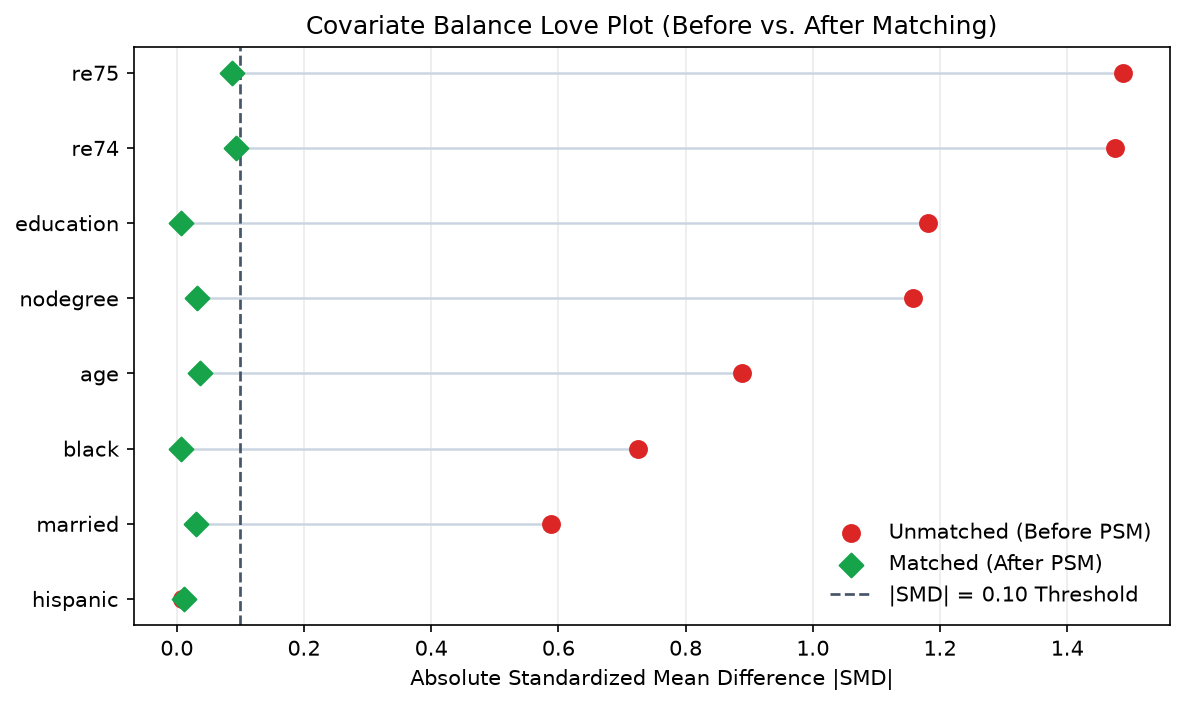 Covariate Balance Love Plot (Before vs. After Matching)
re75
re74
education
nodegree
age
black
married
hispanic
Unmatched (Before PSM)
Matched (After PSM)
|SMD| = 0.10 Threshold
0.0 0.2 0.4 0.6 0.8 1.0 1.2 1.4
Absolute Standardized Mean Difference |SMD|